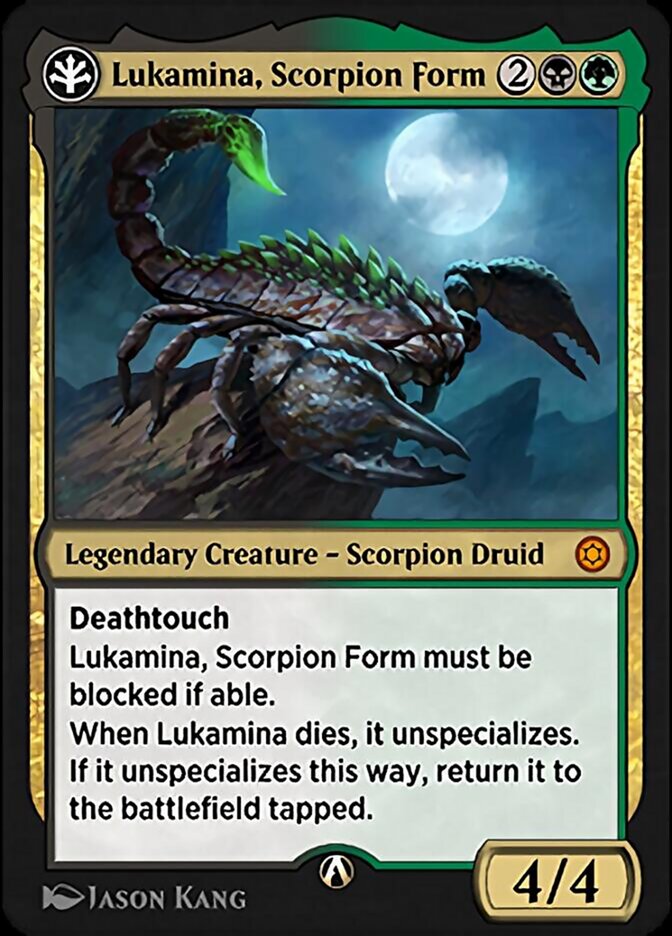 Lukamina, Scorpion Form 2
Legendary Creature – Scorpion Druid
Deathtouch
Lukamina, Scorpion Form must be
blocked if able.
When Lukamina dies, it unspecializes.
If it unspecializes this way, return it to
the battlefield tapped.
4/4
Jason Kang